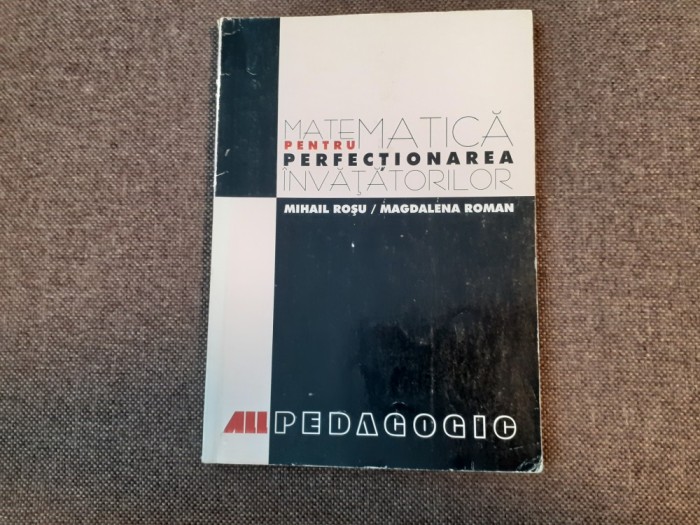 MATEMATICĂ
PENTRU
PERFECȚIONAREA
ÎNVĂȚĂTORILOR
MIHAIL ROȘU / MAGDALENA ROMAN
ALL PEDAGOGIC